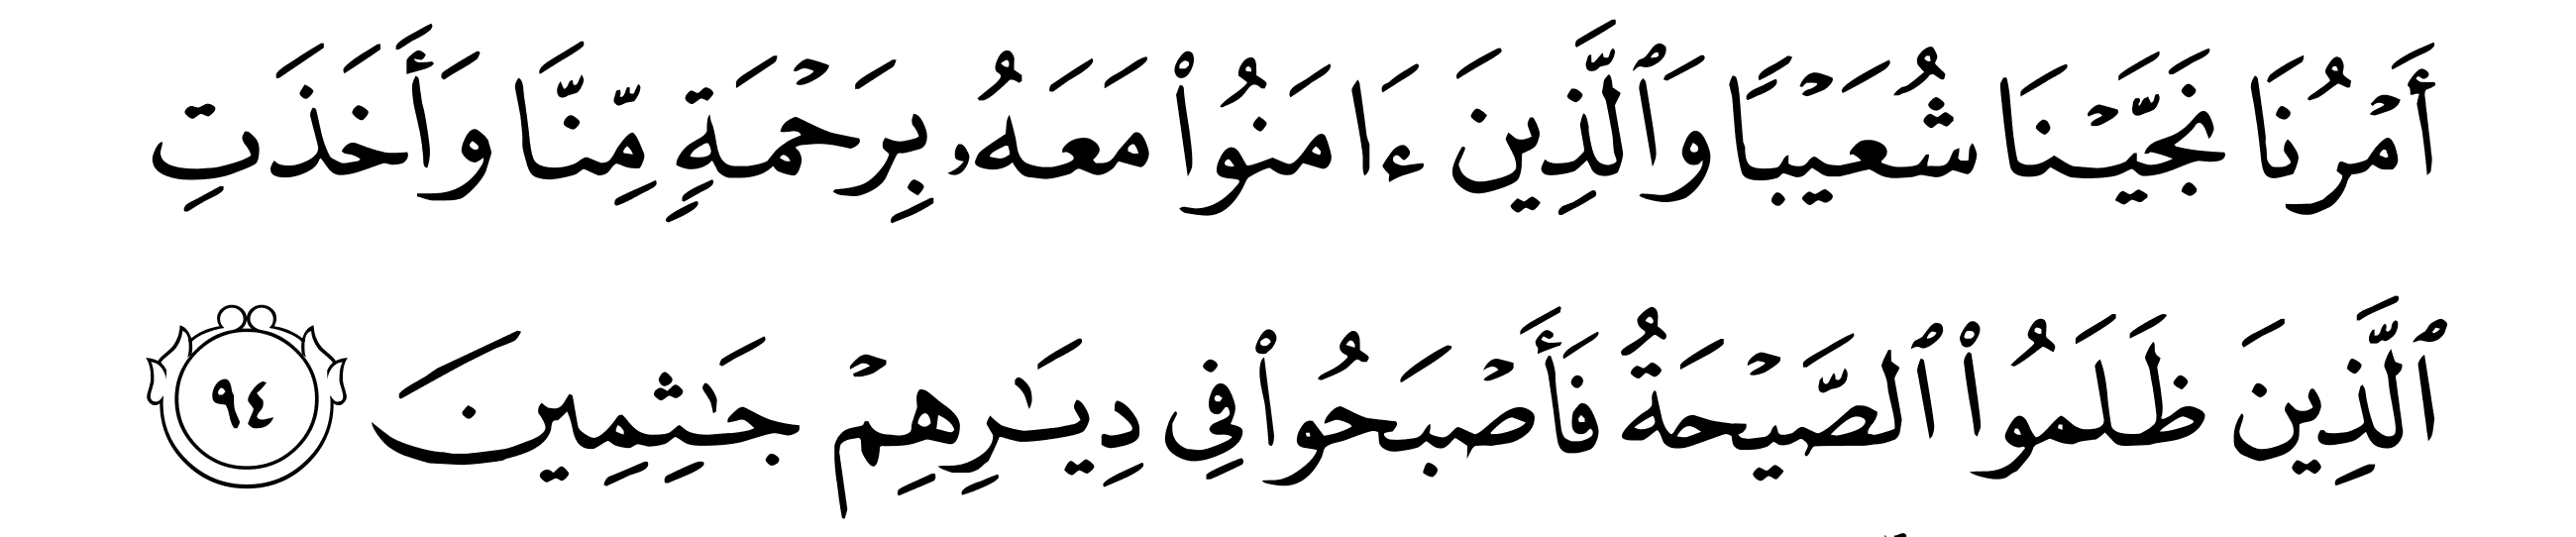 أَمْرُنَا نَجَّيْنَا شُعَيْبًا وَٱلَّذِينَ ءَامَنُوا۟ مَعَهُۥ بِرَحْمَةٍ مِّنَّا وَأَخَذَتِ
ٱلَّذِينَ ظَلَمُوا۟ ٱلصَّيْحَةُ فَأَصْبَحُوا۟ فِى دِيَـٰرِهِمْ جَـٰثِمِينَ ٩٤